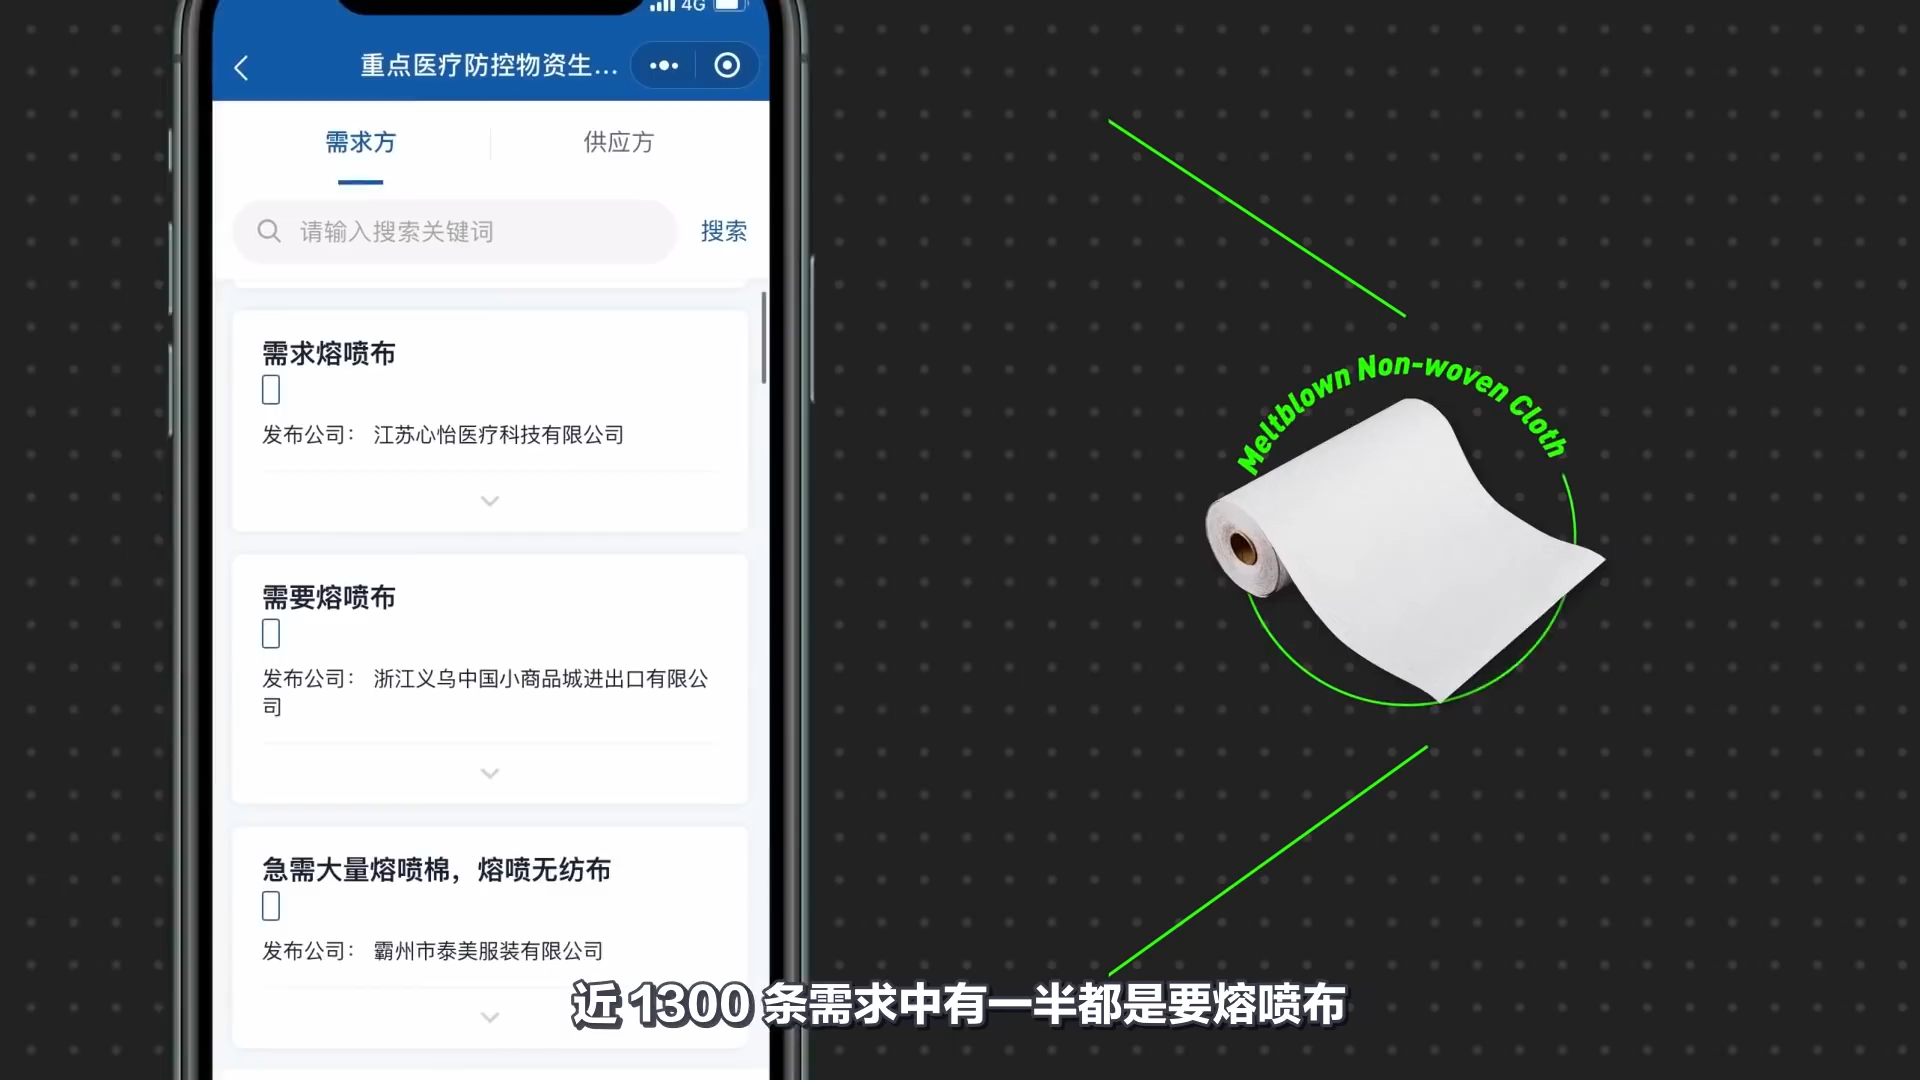 4G
重点医疗防控物资生...
需求方
供应方
请输入搜索关键词
搜索
需求熔喷布
发布公司： 江苏心怡医疗科技有限公司
需要熔喷布
发布公司： 浙江义乌中国小商品城进出口有限公
司
急需大量熔喷棉，熔喷无纺布
发布公司： 霸州市泰美服装有限公司
Meltblown Non-woven Cloth
近 1300 条需求中有一半都是要熔喷布